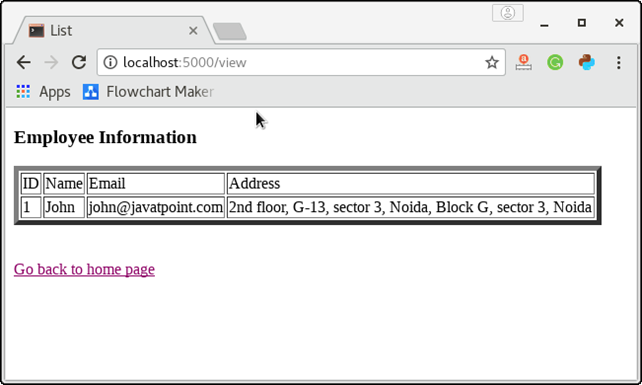 List
localhost:5000/view
Apps Flowchart Maker
Employee Information
ID Name Email Address
1 John john@javatpoint.com 2nd floor, G-13, sector 3, Noida, Block G, sector 3, Noida
Go back to home page